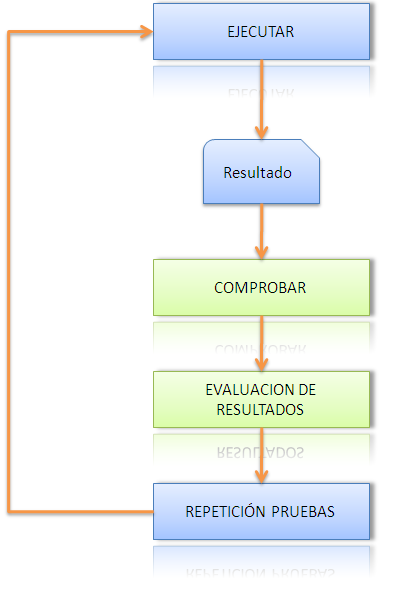 EJECUTAR
Resultado
COMPROBAR
EVALUACION DE
RESULTADOS
REPETICIÓN PRUEBAS